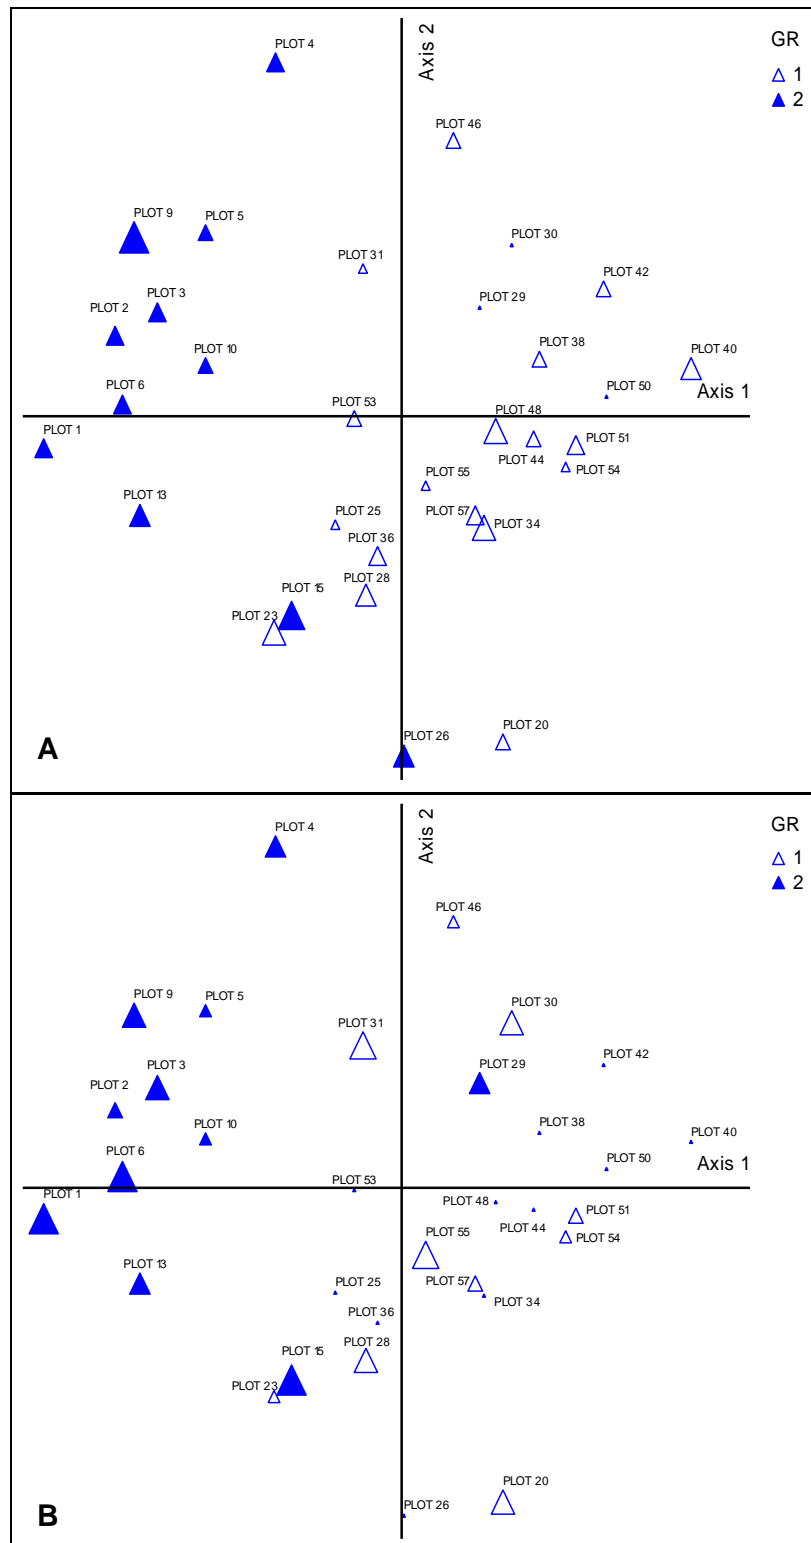 PLOT 4
Axis 2
GR
1
2
PLOT 46
PLOT 9
PLOT 5
PLOT 30
PLOT 31
PLOT 42
PLOT 3
PLOT 2
PLOT 29
PLOT 10
PLOT 38
PLOT 40
PLOT 6
PLOT 50
Axis 1
PLOT 53
PLOT 48
PLOT 1
PLOT 51
PLOT 44
PLOT 54
PLOT 55
PLOT 13
PLOT 25
PLOT 57
PLOT 34
PLOT 36
PLOT 28
PLOT 15
PLOT 23
PLOT 26
PLOT 20
A
PLOT 4
Axis 2
GR
1
2
PLOT 46
PLOT 9
PLOT 5
PLOT 30
PLOT 31
PLOT 42
PLOT 3
PLOT 29
PLOT 2
PLOT 10
PLOT 38
PLOT 40
PLOT 6
PLOT 50
Axis 1
PLOT 53
PLOT 1
PLOT 48
PLOT 51
PLOT 44
PLOT 55
PLOT 54
PLOT 13
PLOT 25
PLOT 57
PLOT 34
PLOT 36
PLOT 28
PLOT 15
PLOT 23
PLOT 20
PLOT 26
B